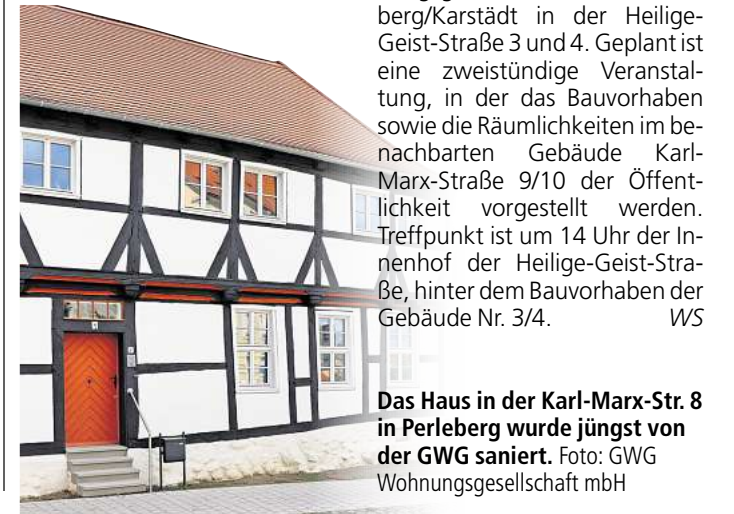 berg/Karstädt in der Heilige-
Geist-Straße 3 und 4. Geplant ist
eine zweistündige Veranstal-
tung, in der das Bauvorhaben
sowie die Räumlichkeiten im be-
nachbarten Gebäude Karl-
Marx-Straße 9/10 der Öffent-
lichkeit vorgestellt werden.
Treffpunkt ist um 14 Uhr der In-
nenhof der Heilige-Geist-Stra-
ße, hinter dem Bauvorhaben der
Gebäude Nr. 3/4. WS
Das Haus in der Karl-Marx-Str. 8
in Perleberg wurde jüngst von
der GWG saniert. Foto: GWG
Wohnungsgesellschaft mbH